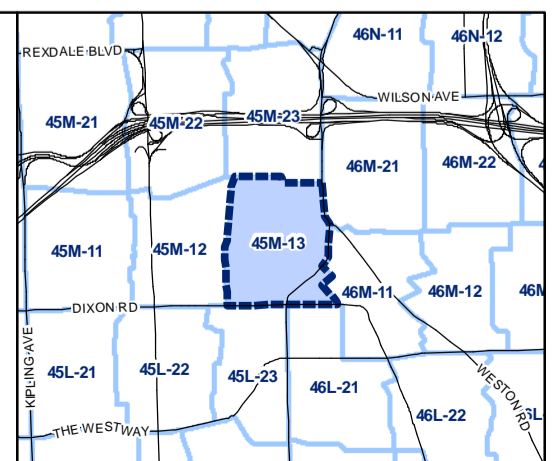 46N-11
46N-12
REXDALE BLVD
WILSON AVE
45M-21
45M-22
45M-23
46M-21
46M-22
45M-11
45M-12
45M-13
46M-11
46M-12
46M
DIXON RD
KIPLING AVE
45L-21
45L-22
45L-23
46L-21
46L-22
WESTON RD
THE WESTWAY